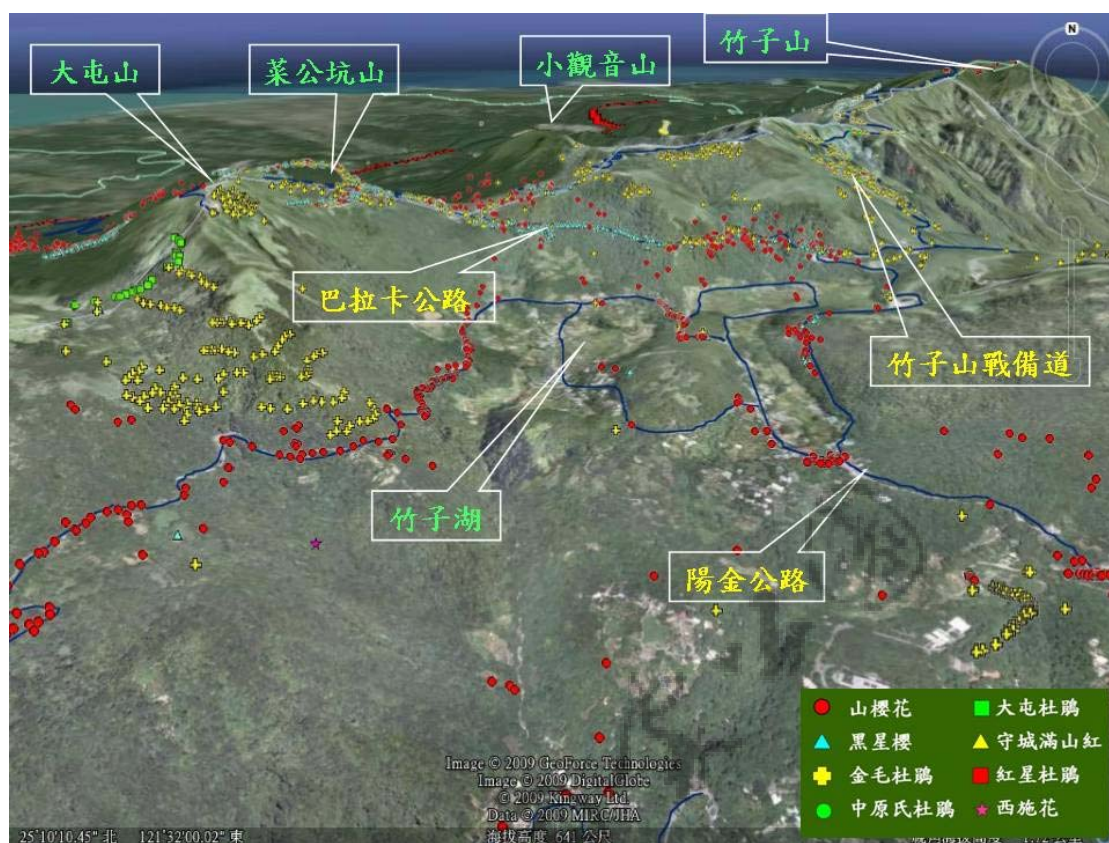 N
竹子山
小觀音山
菜公坑山
大屯山
巴拉卡公路
竹子山戰備道
竹子湖
陽金公路
山櫻花
大屯杜鵑
黑星櫻
守城滿山紅
金毛杜鵑
紅星杜鵑
中原氏杜鵑
西施花
Image © 2009 GeoForce Technologies
Image © 2009 DigitalGlobe
© 2009 Kingway Ltd.
Data © 2009 MIRC/JHA
25°10'10.45" 北 121°32'00.02" 東
海拔高度 641 公尺